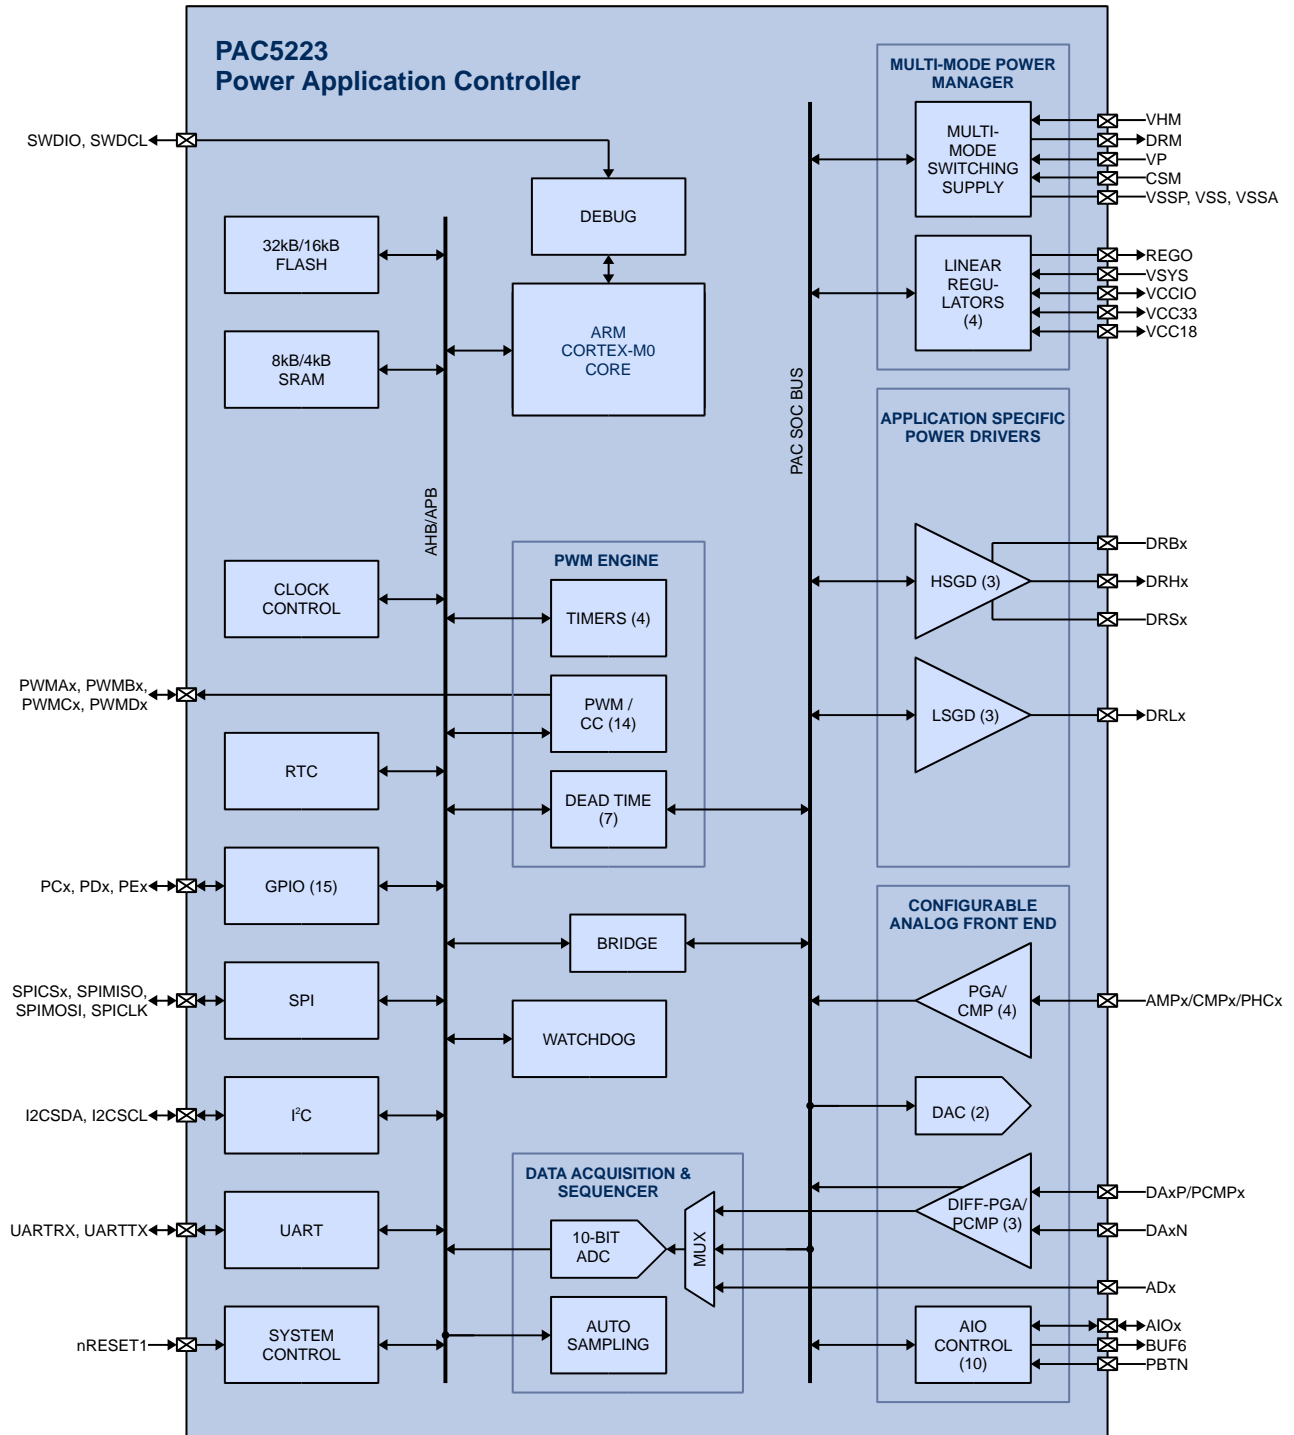 PAC5223
Power Application Controller
SWDIO, SWDCL
DEBUG
32kB/16kB
FLASH
8kB/4kB
SRAM
ARM
CORTEX-M0
CORE
AHB/APB
CLOCK
CONTROL
PWM ENGINE
TIMERS (4)
PWMAx, PWMBx,
PWMCx, PWMDx
PWM /
CC (14)
RTC
DEAD TIME
(7)
PCx, PDx, PEx
GPIO (15)
BRIDGE
SPICSx, SPIMISO,
SPIMOSI, SPICLK
SPI
WATCHDOG
I2CSDA, I2CSCL
I²C
DATA ACQUISITION &
SEQUENCER
UARTRX, UARTTX
UART
10-BIT
ADC
MUX
nRESET1
SYSTEM
CONTROL
AUTO
SAMPLING
PAC SOC BUS
MULTI-MODE POWER
MANAGER
MULTI-
MODE
SWITCHING
SUPPLY
VHM
DRM
VP
CSM
VSSP, VSS, VSSA
LINEAR
REGU-
LATORS
(4)
REGO
VSYS
VCCIO
VCC33
VCC18
APPLICATION SPECIFIC
POWER DRIVERS
HSGD (3)
DRBx
DRHx
DRSx
LSGD (3)
DRLx
CONFIGURABLE
ANALOG FRONT END
PGA/
CMP (4)
AMPx/CMPx/PHCx
DAC (2)
DIFF-PGA/
PCMP (3)
DAxP/PCMPx
DAxN
ADx
AIO
CONTROL
(10)
AIOx
BUF6
PBTN